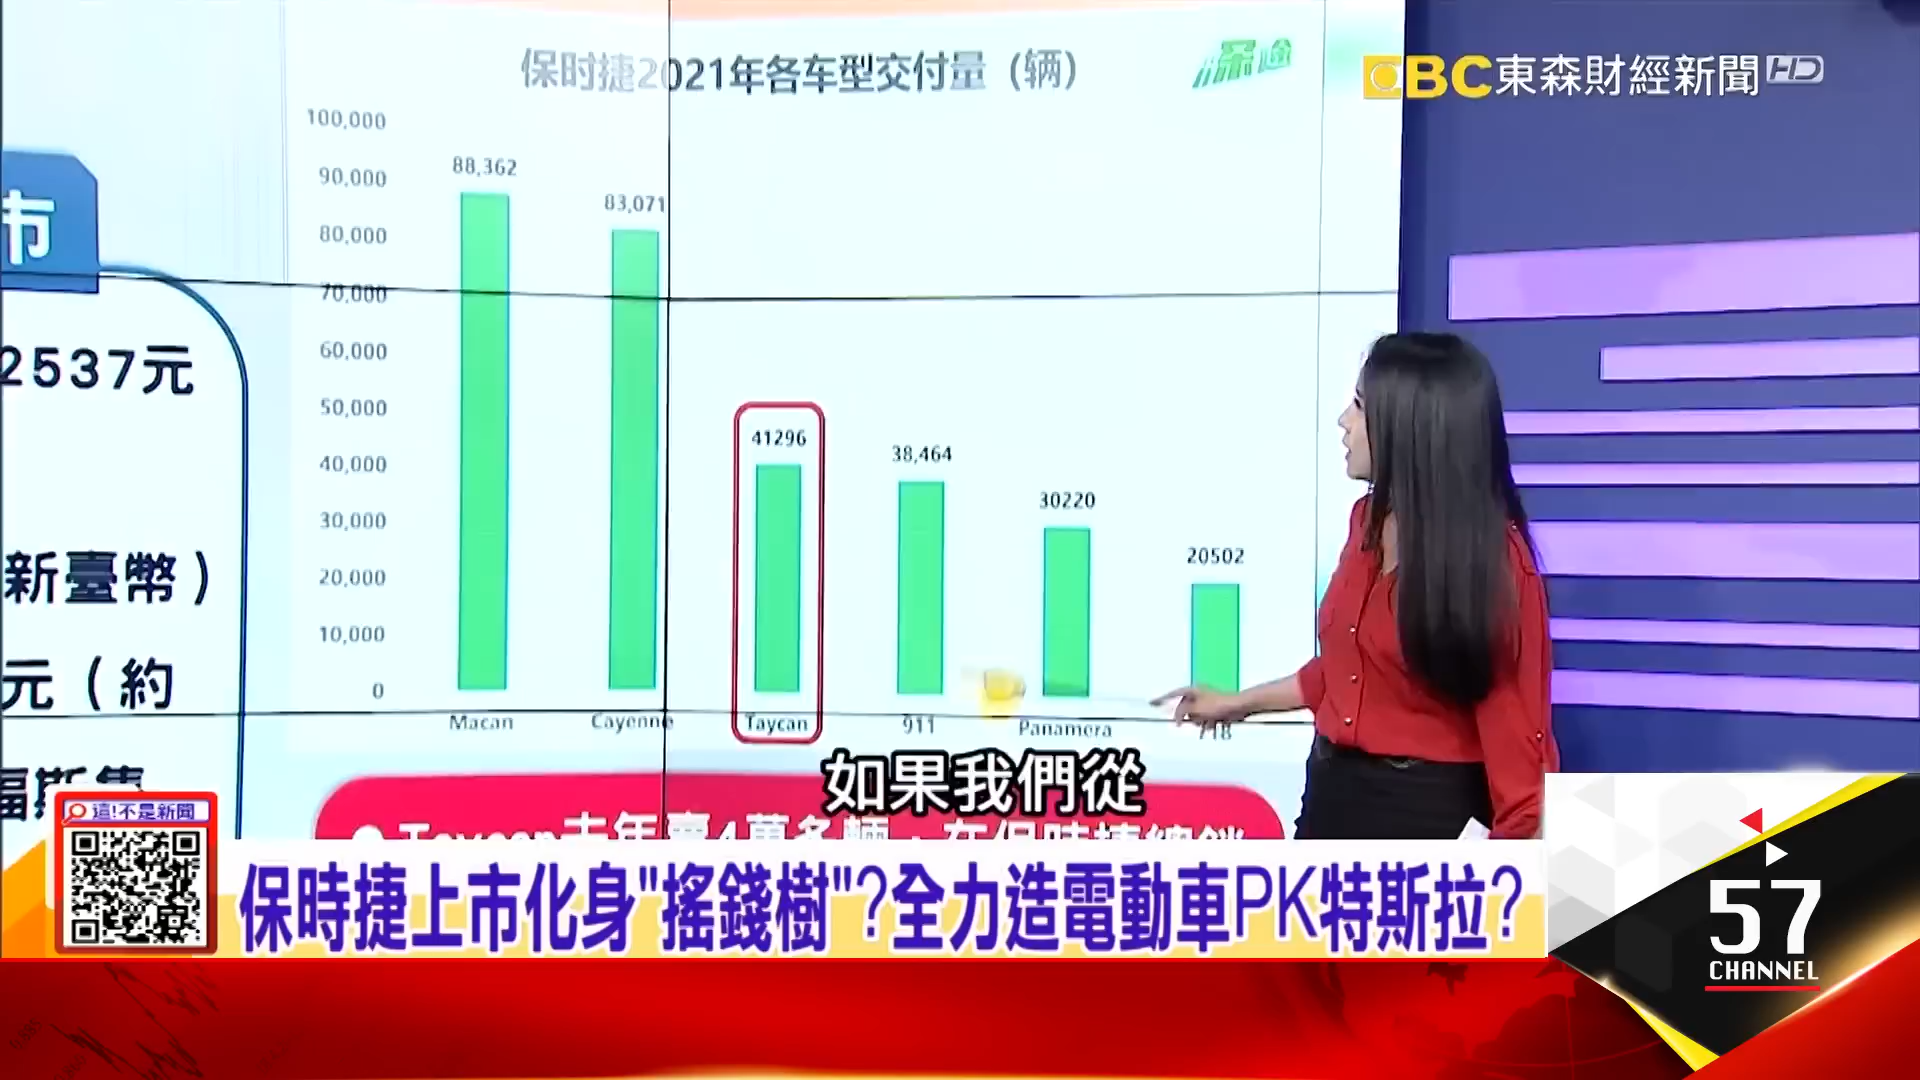 保时捷2021年各车型交付量（辆）
EBC東森財經新聞HD
100,000
90,000
80,000
70,000
60,000
50,000
40,000
30,000
20,000
10,000
0
88,362
83,071
41296
38,464
30220
20502
Macan
Cayenne
Taycan
911
Panamera
718
市
2537元
新臺幣）
元（約
如果我們從
這!不是新聞
保時捷上市化身"搖錢樹"?全力造電動車PK特斯拉?
57
CHANNEL